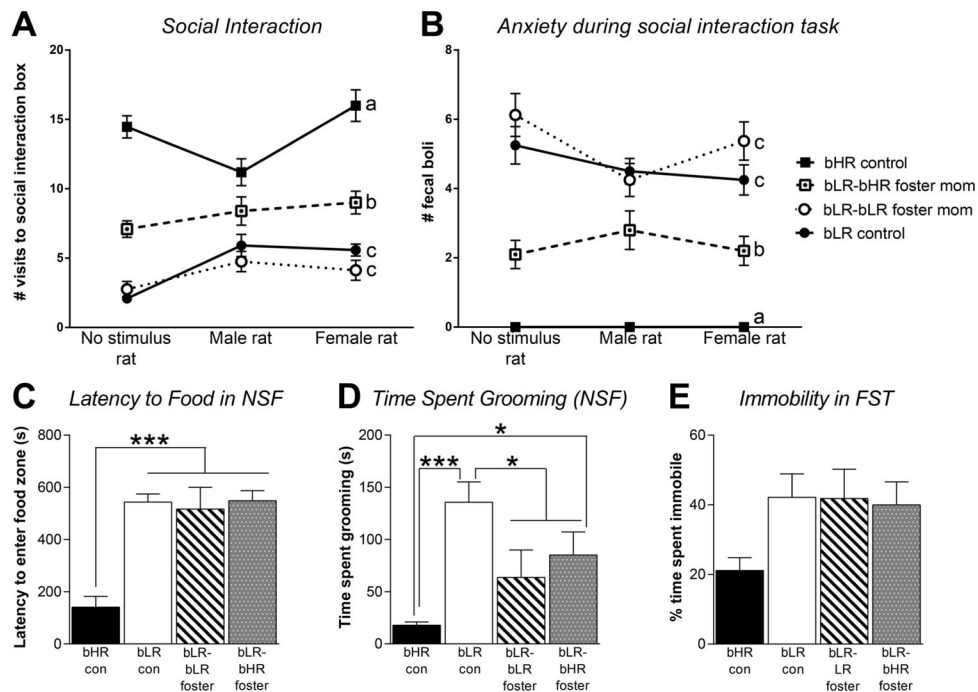 A
Social Interaction
# visits to social interaction box
20
15
10
5
0
a
b
c
c
No stimulus
rat
Male rat
Female rat
B
Anxiety during social interaction task
# fecal boli
8
6
4
2
0
c
c
b
a
No stimulus
rat
Male rat
Female rat
bHR control
bLR-bHR foster mom
bLR-bLR foster mom
bLR control
C
Latency to Food in NSF
Latency to enter food zone (s)
800
600
400
200
0
***
bHR
con
bLR
con
bLR-
bLR
foster
bLR-
bHR
foster
D
Time Spent Grooming (NSF)
Time spent grooming (s)
200
150
100
50
0
*
***
*
bHR
con
bLR
con
bLR-
bLR
foster
bLR-
bHR
foster
E
Immobility in FST
% time spent immobile
60
40
20
0
bHR
con
bLR
con
bLR-
LR
foster
bLR-
bHR
foster